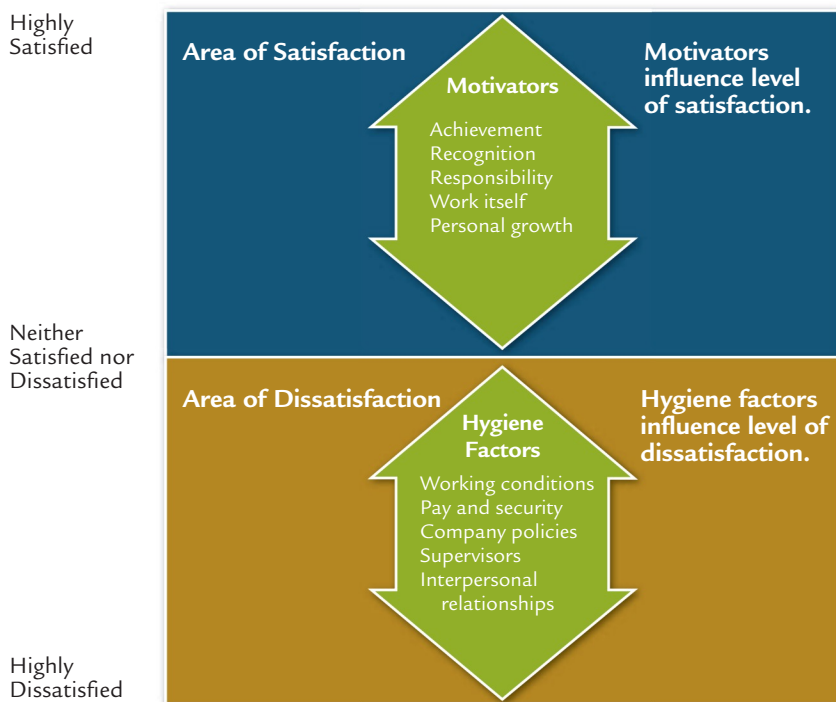 Highly
Satisfied
Area of Satisfaction
Motivators
influence level
of satisfaction.
Motivators
Achievement
Recognition
Responsibility
Work itself
Personal growth
Neither
Satisfied nor
Dissatisfied
Area of Dissatisfaction
Hygiene factors
influence level of
dissatisfaction.
Hygiene
Factors
Working conditions
Pay and security
Company policies
Supervisors
Interpersonal
relationships
Highly
Dissatisfied